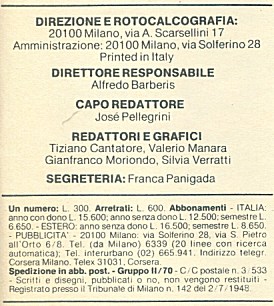 DIREZIONE E ROTOCALCOGRAFIA:
20100 Milano, via A. Scarsellini 17
Amministrazione: 20100 Milano, via Solferino 28
Printed in Italy
DIRETTORE RESPONSABILE
Alfredo Barberis
CAPO REDATTORE
José Pellegrini
REDATTORI E GRAFICI
Tiziano Cantatore, Valerio Manara
Gianfranco Moriondo, Silvia Verratti
SEGRETERIA: Franca Panigada
Un numero: L. 300. Arretrati: L. 600. Abbonamenti - ITALIA:
anno con dono L. 15.600; anno senza dono L. 12.500; semestre L.
6.650. - ESTERO: anno senza dono L. 16.500; semestre L. 8.650.
- PUBBLICITA' - 20100 Milano: via Solferino 28, via S. Pietro
all'Orto 6/8. Tel. (da Milano) 6339 (20 linee con ricerca
automatica); Tel. interurbano (02) 665.941. Indirizzo telegr.
Corsera Milano. Telex 31031, Corsera.
Spedizione in abb. post. - Gruppo II/70 - C/C postale n. 3/533
- Scritti e disegni, pubblicati o no, non vengono restituiti -
Registrato presso il Tribunale di Milano n. 142 del 2/7/1948.